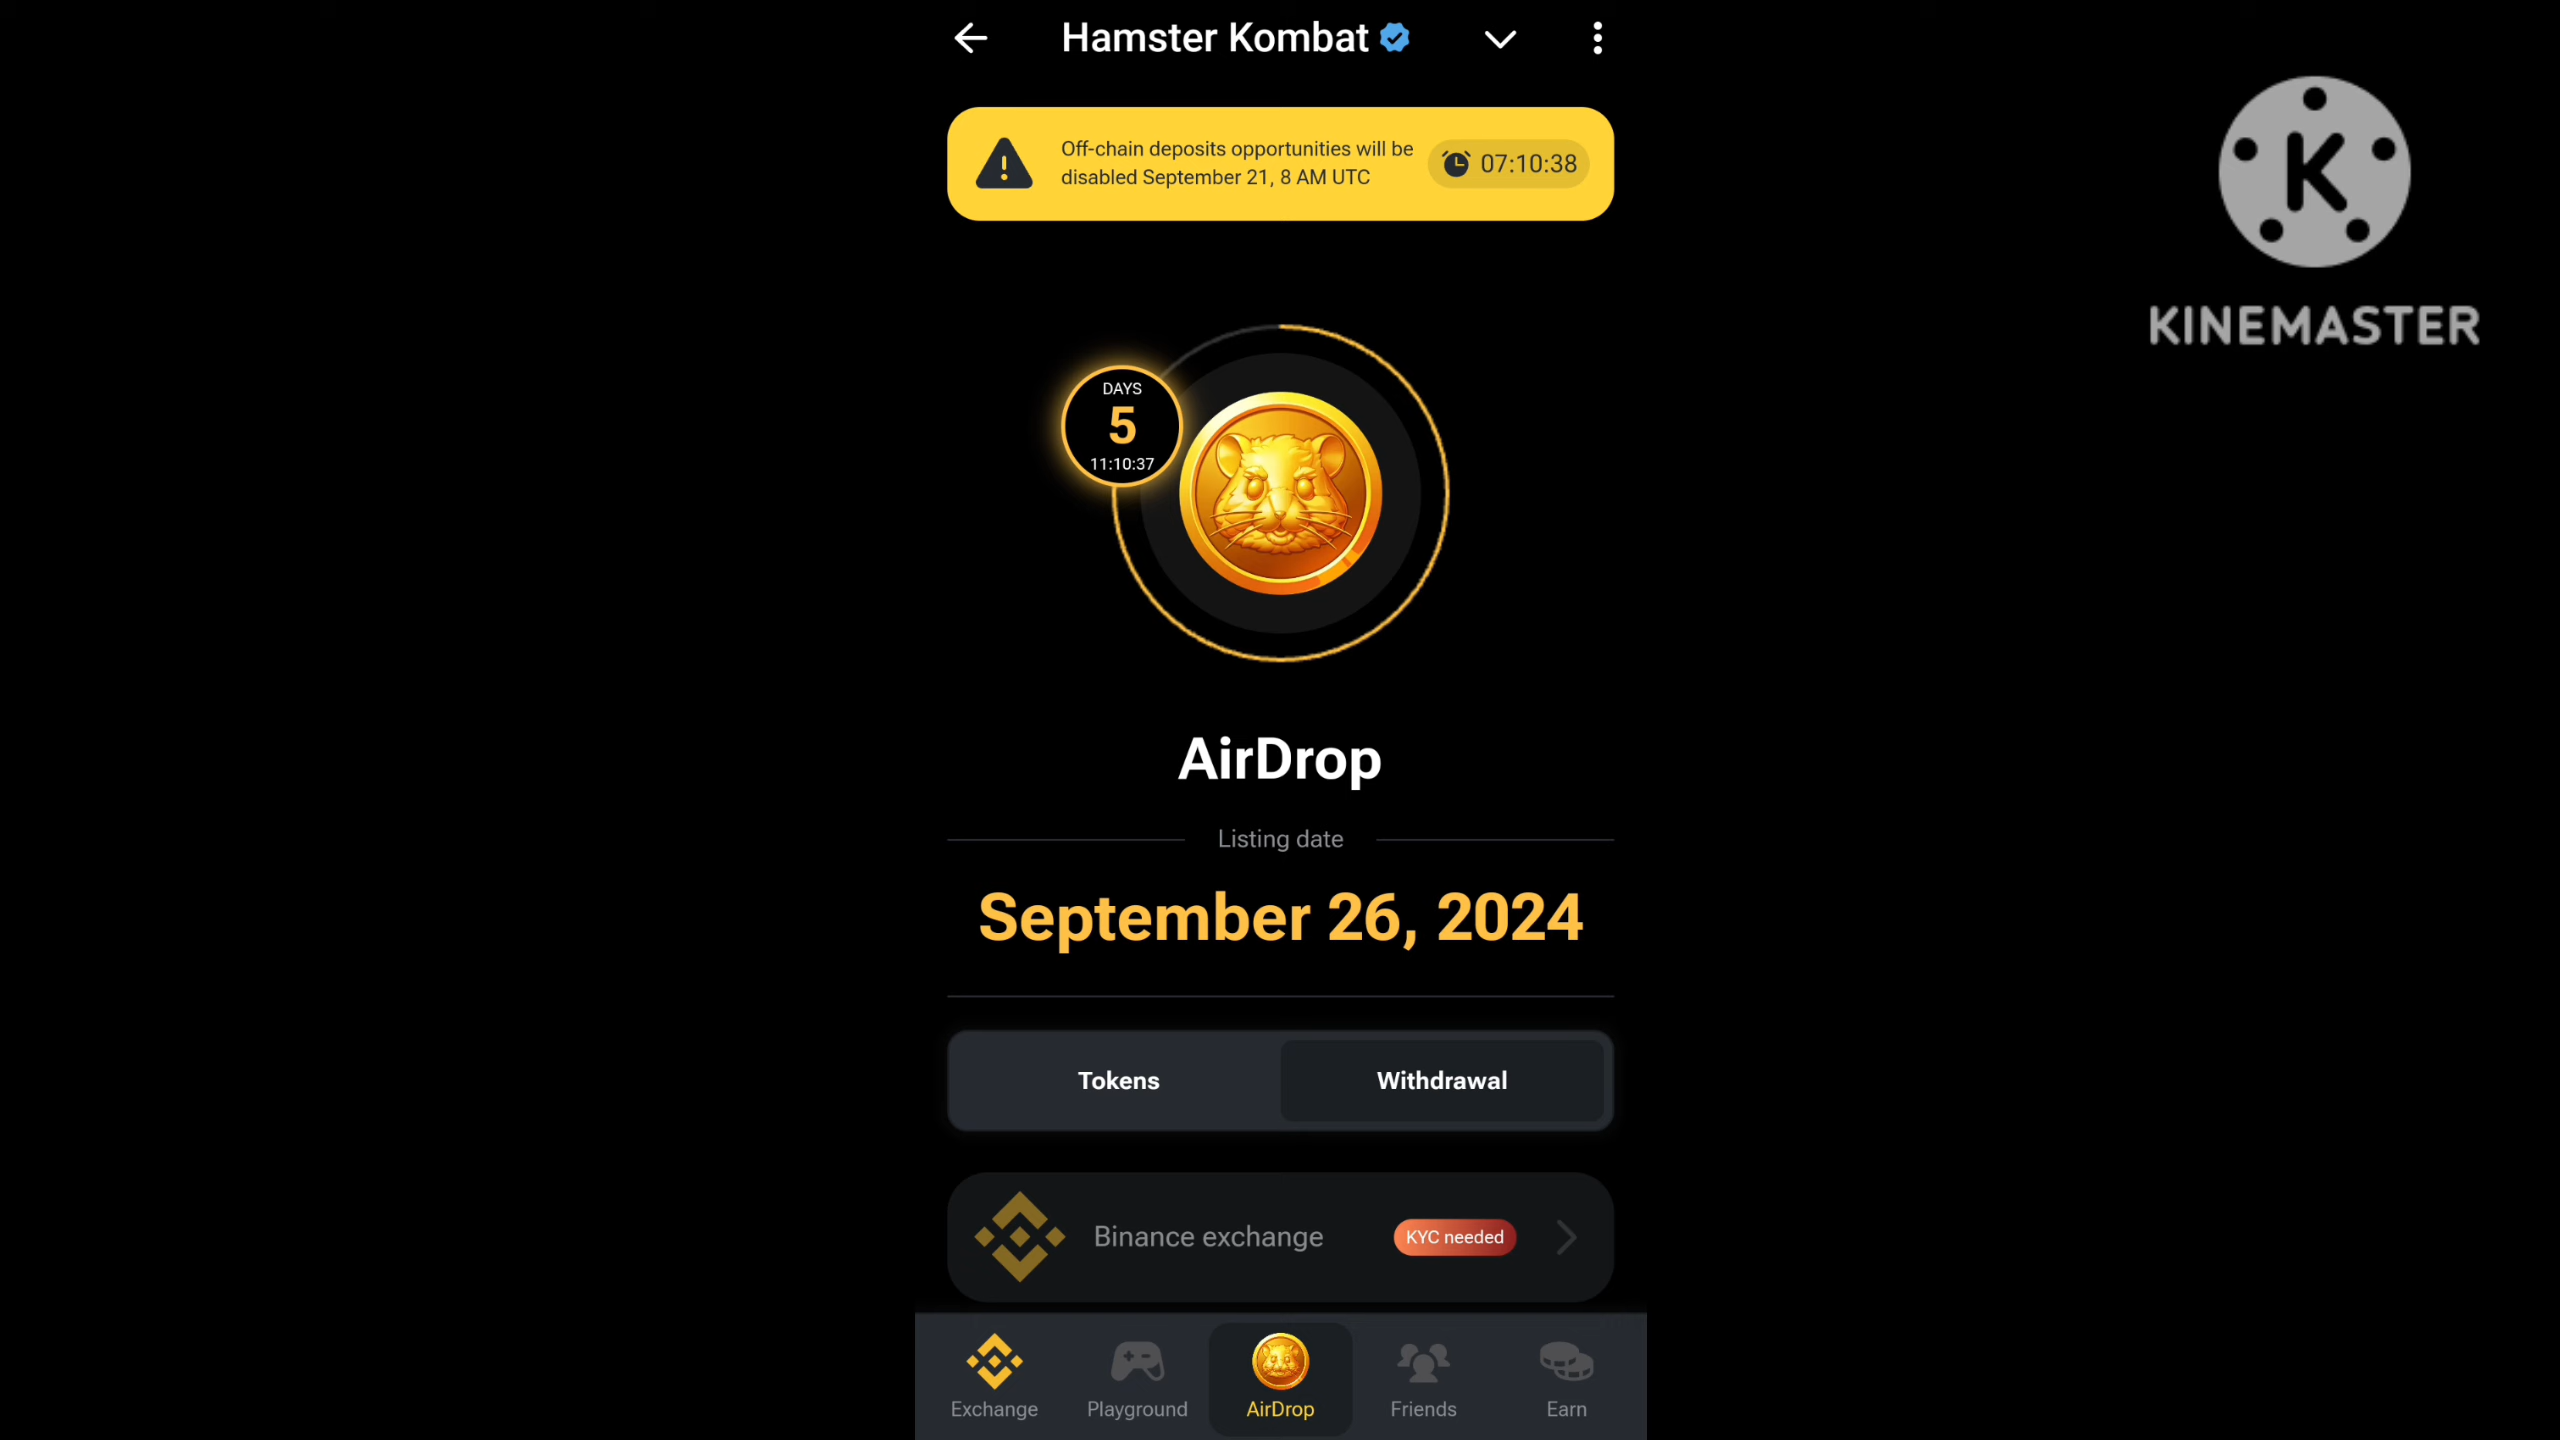 Hamster Kombat
Off-chain deposits opportunities will be
disabled September 21, 8 AM UTC
07:10:38
K
KINEMASTER
DAYS
5
11:10:37
AirDrop
Listing date
September 26, 2024
Tokens
Withdrawal
Binance exchange
KYC needed
Exchange
Playground
AirDrop
Friends
Earn